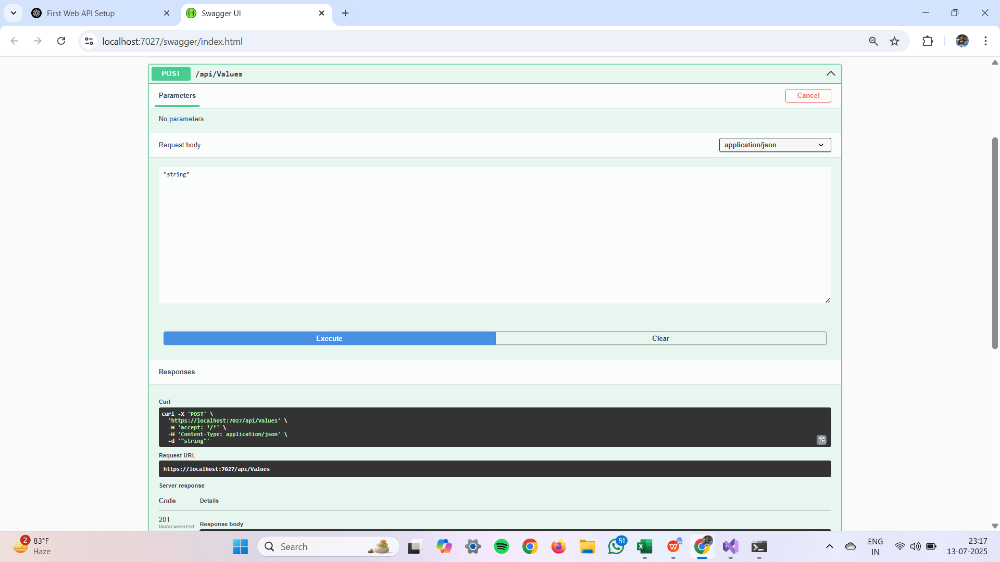 First Web API Setup
Swagger UI
localhost:7027/swagger/index.html
POST /api/Values
Parameters
Cancel
No parameters
Request body
application/json
"string"
Execute
Clear
Responses
Curl
curl -X 'POST' \
'https://localhost:7027/api/Values' \
-H 'accept: */*' \
-H 'Content-Type: application/json' \
-d '"string"'
Request URL
https://localhost:7027/api/Values
Server response
Code Details
201
Undocumented
Response body
2
83°F
Haze
Search
51
ENG
IN
23:17
13-07-2025